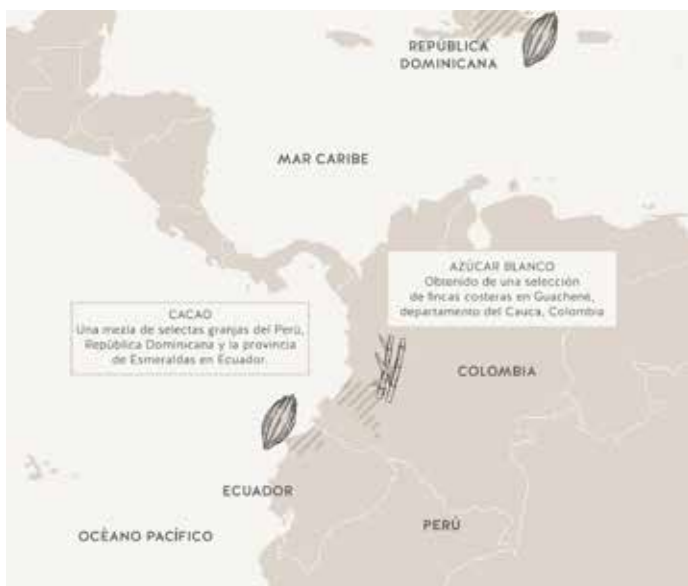 REPÚBLICA
DOMINICANA
MAR CARIBE
AZÚCAR BLANCO
Obtenido de una selección
de fincas costeras en Guachené,
departamento del Cauca, Colombia
CACAO
Una mezla de selectas granjas del Perú,
República Dominicana y la provincia
de Esmeraldas en Ecuador.
COLOMBIA
ECUADOR
PERÚ
OCÉANO PACÍFICO